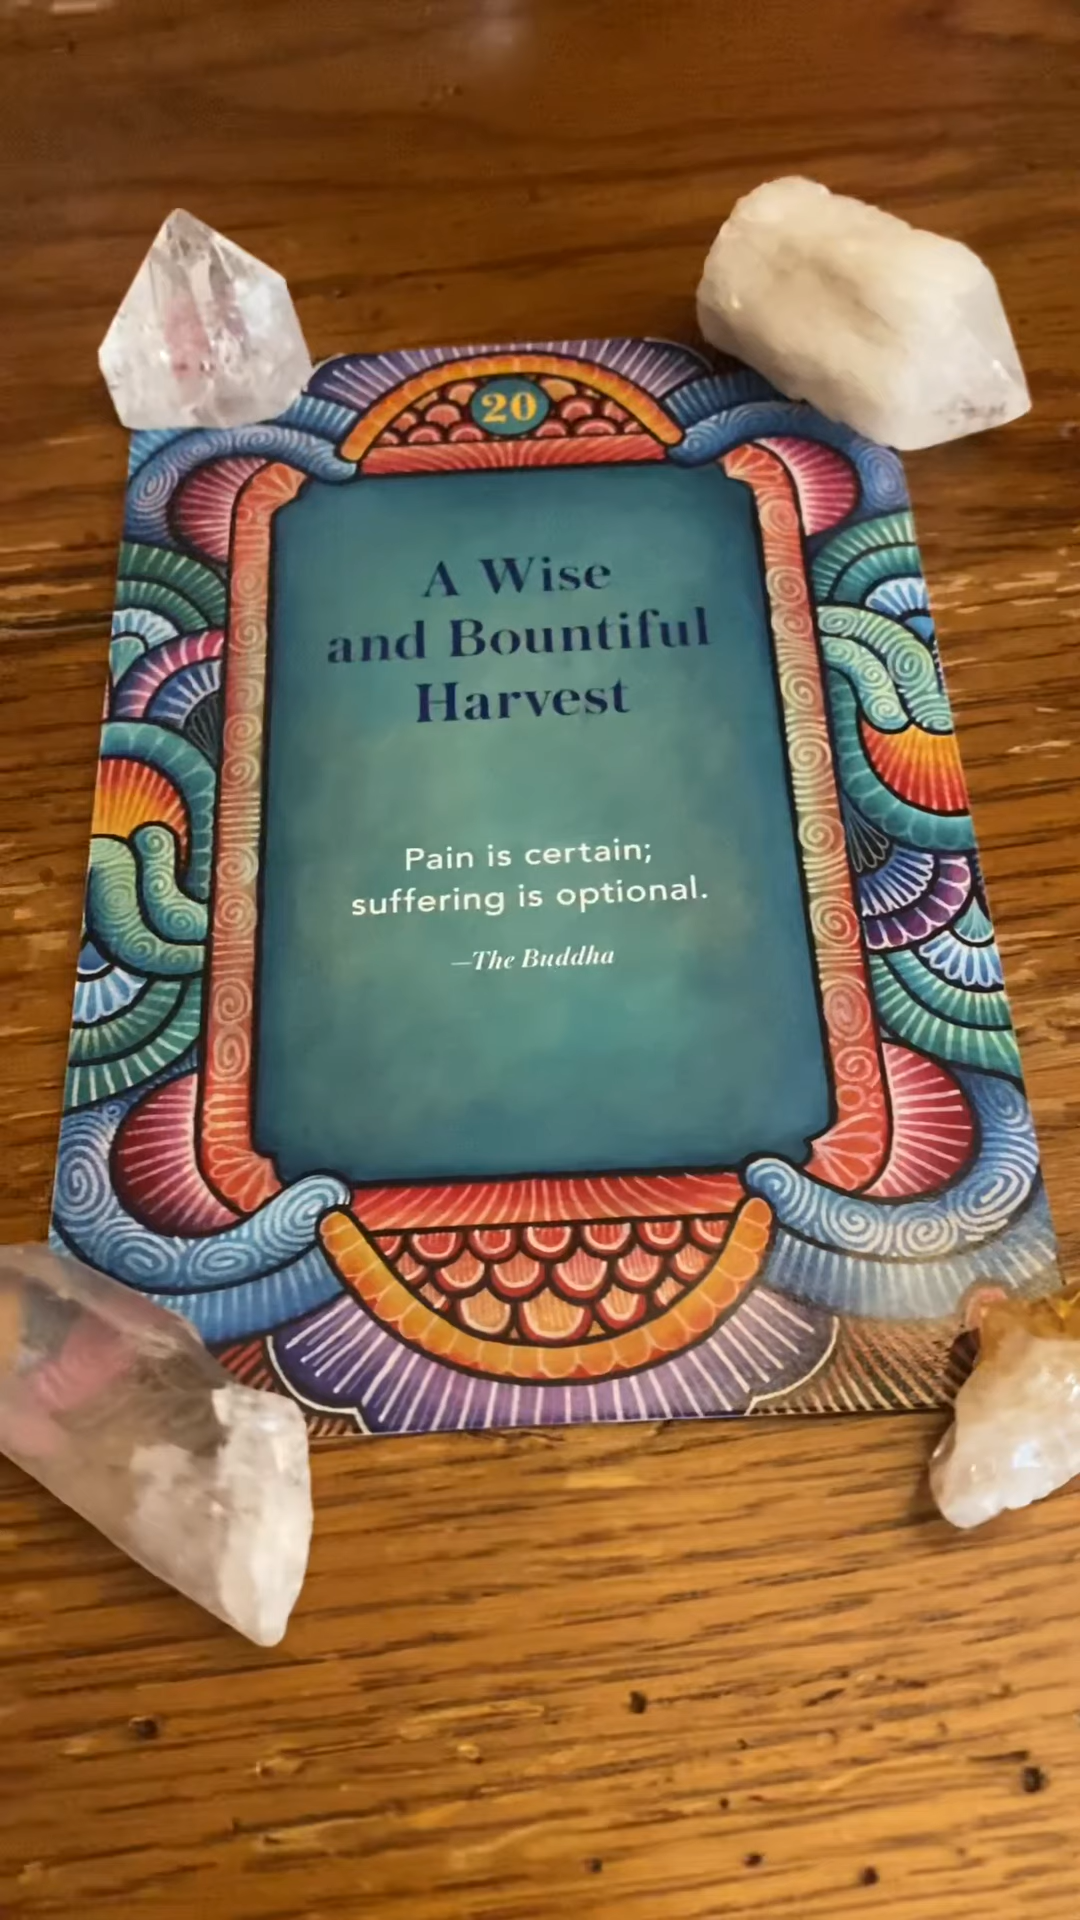 20
A Wise
and Bountiful
Harvest
Pain is certain;
suffering is optional.
—The Buddha